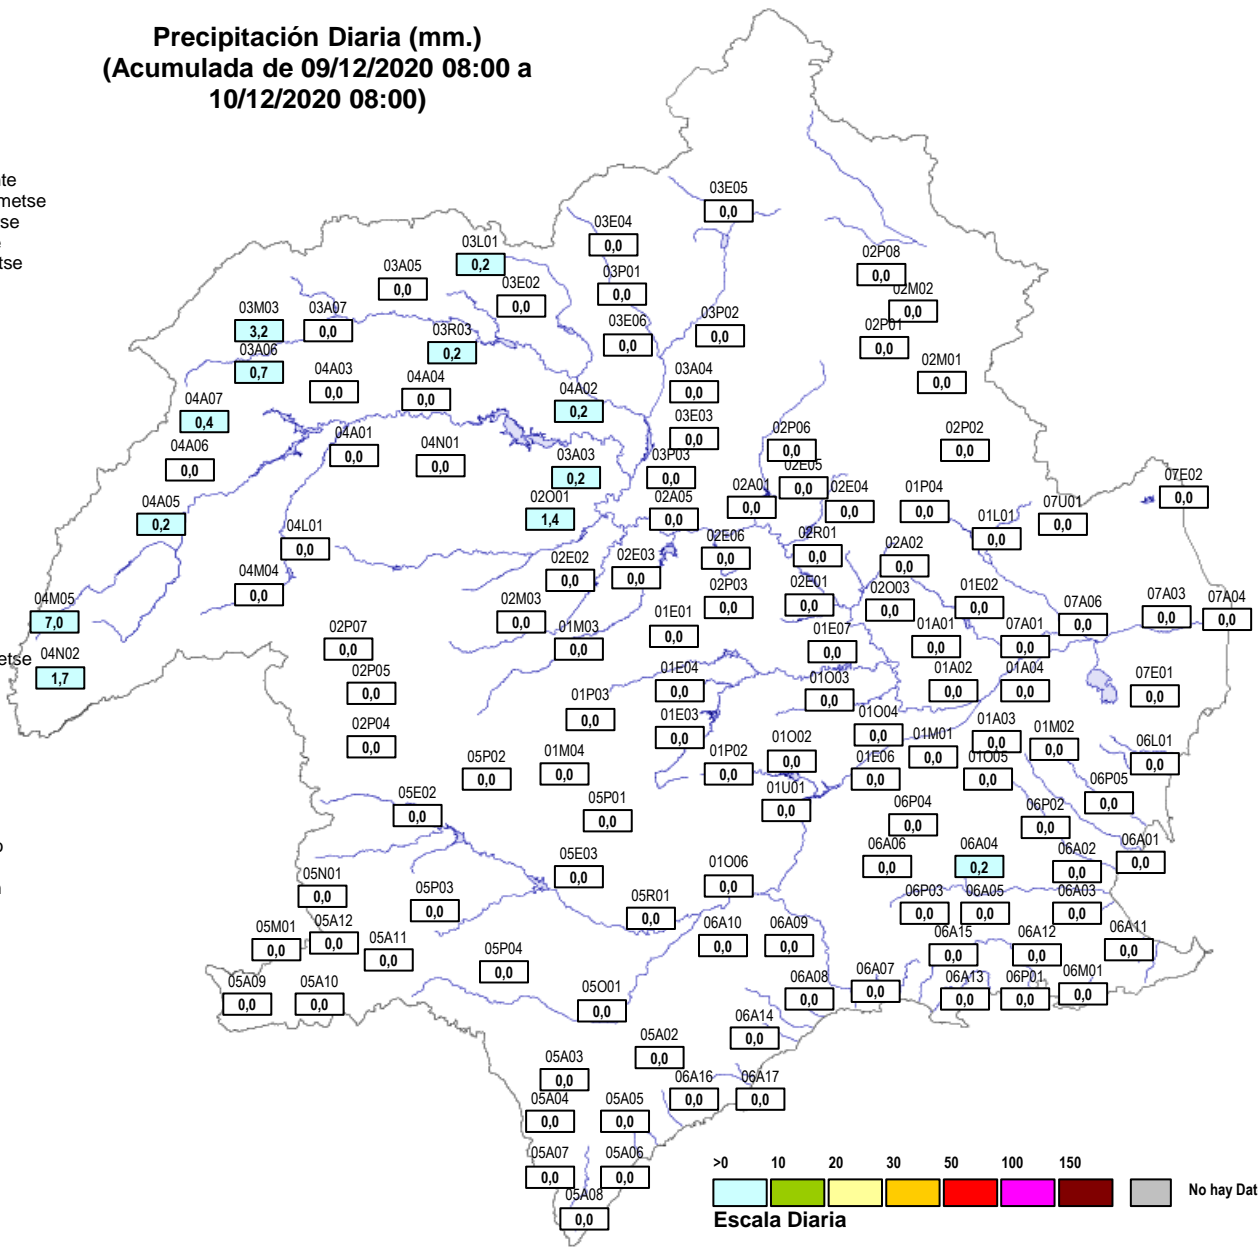 Precipitación Diaria (mm.)
(Acumulada de 09/12/2020 08:00 a
10/12/2020 08:00)
te
metse
se
tse
03E05
0,0
03E04
0,0
03L01
0,2
02P08
0,0
03A05
0,0
03P01
0,0
03E02
0,0
02M02
0,0
03M03
3,2
03A07
0,0
03P02
0,0
03E06
0,0
03R03
0,2
02P01
0,0
03A06
0,7
02M01
0,0
04A03
0,0
04A04
0,0
03A04
0,0
04A02
0,2
04A07
0,4
03E03
0,0
02P06
0,0
02P02
0,0
04A01
0,0
04A06
0,0
04N01
0,0
03A03
0,2
03P03
0,0
02E05
0,0
07E02
0,0
02A01
0,0
02E04
0,0
01P04
0,0
04A05
0,2
02O01
1,4
02A05
0,0
07U01
0,0
01L01
0,0
04L01
0,0
02E06
0,0
02R01
0,0
02A02
0,0
02E02
0,0
02E03
0,0
04M04
0,0
02P03
0,0
02E01
0,0
02O03
0,0
01E02
0,0
07A03
0,0
07A04
0,0
04M05
7,0
02M03
0,0
07A06
0,0
01E01
0,0
01M03
0,0
02P07
0,0
01E07
0,0
01A01
0,0
07A01
0,0
etse
04N02
1,7
02P05
0,0
01E04
0,0
01O03
0,0
01A02
0,0
01A04
0,0
07E01
0,0
01P03
0,0
01E03
0,0
01O04
0,0
01A03
0,0
01M02
0,0
02P04
0,0
01O02
0,0
01M01
0,0
06L01
0,0
05P02
0,0
01M04
0,0
01P02
0,0
01E06
0,0
01O05
0,0
06P05
0,0
05E02
0,0
05P01
0,0
01U01
0,0
06P04
0,0
06P02
0,0
o
06A06
0,0
06A04
0,2
06A02
0,0
06A01
0,0
05E03
0,0
01O06
0,0
05N01
0,0
05P03
0,0
05R01
0,0
06P03
0,0
06A05
0,0
06A03
0,0
05M01
0,0
05A12
0,0
05A11
0,0
06A10
0,0
06A09
0,0
06A15
0,0
06A12
0,0
06A11
0,0
05P04
0,0
05A09
0,0
05A10
0,0
05O01
0,0
06A08
0,0
06A07
0,0
06A13
0,0
06P01
0,0
06M01
0,0
06A14
0,0
05A02
0,0
05A03
0,0
06A16
0,0
06A17
0,0
05A04
0,0
05A05
0,0
05A07
0,0
05A06
0,0
05A08
0,0
>0 10 20 30 50 100 150
No hay Dat
Escala Diaria